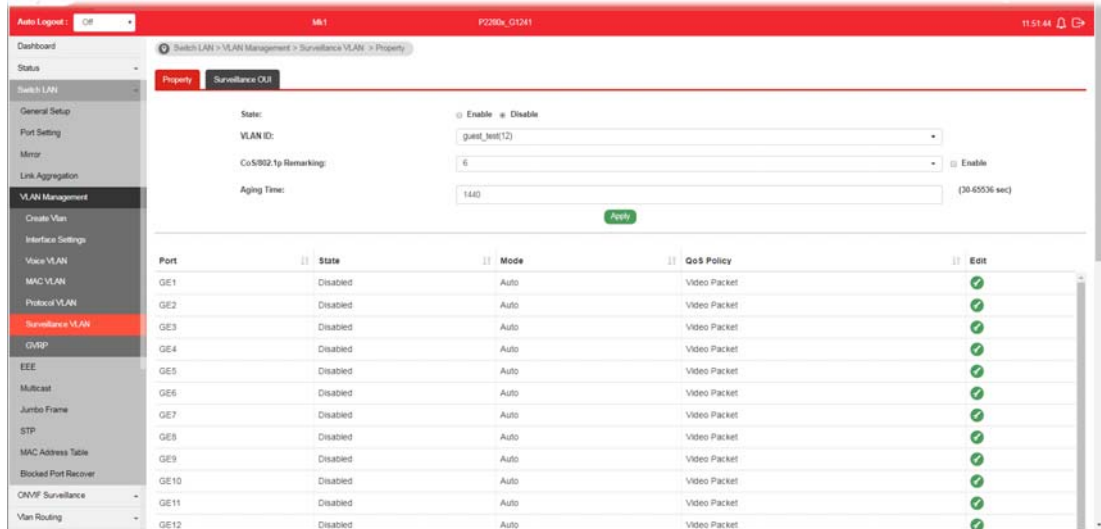 Auto Logout : Off Mk1 P2280x_G1241 11:51:44
Dashboard
Status
Switch LAN
General Setup
Port Setting
Mirror
Link Aggregation
VLAN Management
Create Vlan
Interface Settings
Voice VLAN
MAC VLAN
Protocol VLAN
Surveillance VLAN
GVRP
EEE
Multicast
Jumbo Frame
STP
MAC Address Table
Blocked Port Recover
ONVIF Surveillance
Vlan Routing
Switch LAN > VLAN Management > Surveillance VLAN > Property
Property Surveillance OUI
State: Enable Disable
VLAN ID: guest_test(12)
CoS/802.1p Remarking: 6 Enable
Aging Time: 1440 (30-65536 sec)
Apply
Port State Mode QoS Policy Edit
GE1 Disabled Auto Video Packet
GE2 Disabled Auto Video Packet
GE3 Disabled Auto Video Packet
GE4 Disabled Auto Video Packet
GE5 Disabled Auto Video Packet
GE6 Disabled Auto Video Packet
GE7 Disabled Auto Video Packet
GE8 Disabled Auto Video Packet
GE9 Disabled Auto Video Packet
GE10 Disabled Auto Video Packet
GE11 Disabled Auto Video Packet
GE12 Disabled Auto Video Packet